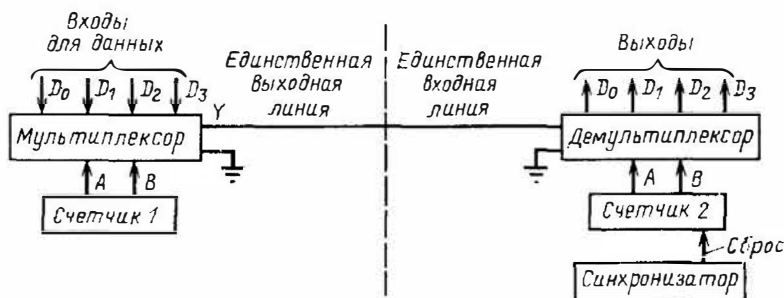 Входы
для данных
D0 D1 D2 D3
Мультиплексор
Y
A B
Счетчик 1
Единственная
выходная
линия
Единственная
входная
линия
Выходы
D0 D1 D2 D3
Демультиплексор
A B
Счетчик 2
Сброс
Синхронизатор